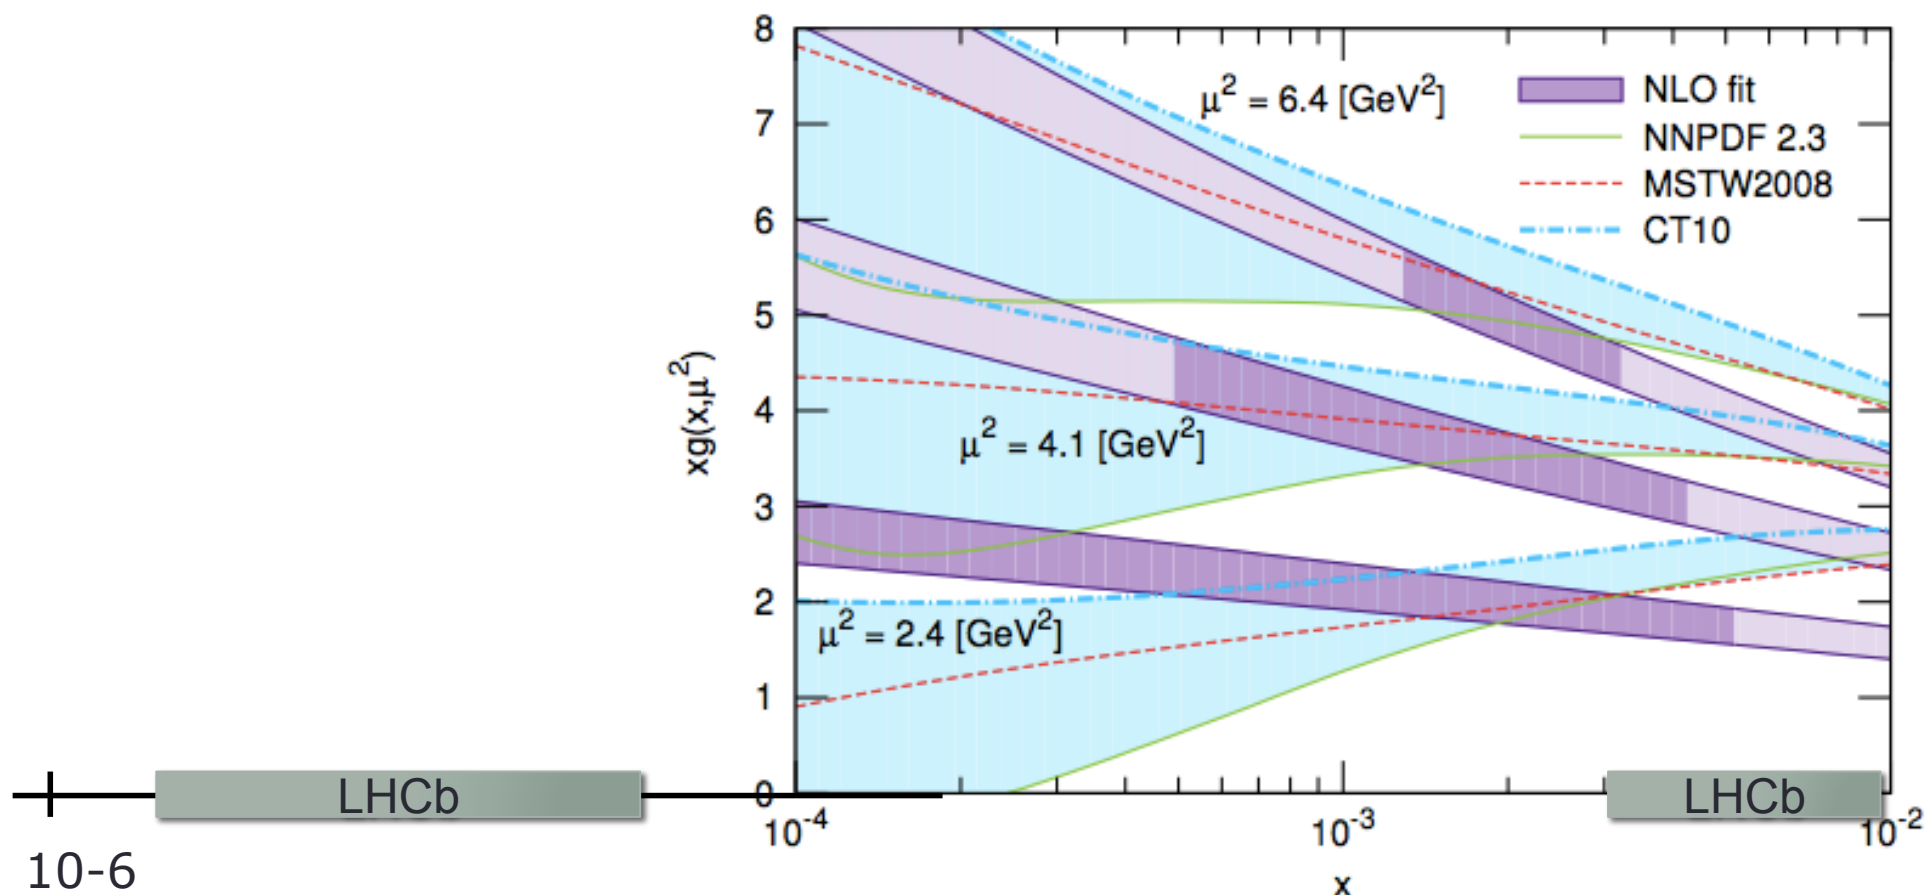 8
7
6
5
4
3
2
1
0
xg(x,μ²)
μ² = 6.4 [GeV²]
NLO fit
NNPDF 2.3
MSTW2008
CT10
μ² = 4.1 [GeV²]
μ² = 2.4 [GeV²]
LHCb
LHCb
10⁻⁴
10⁻³
10⁻²
10-6
x